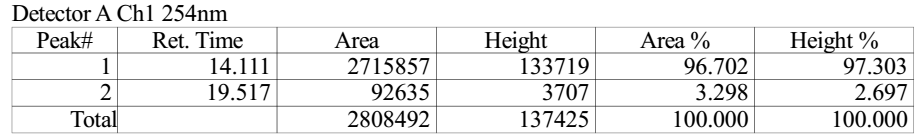 Detector A Ch1 254nm
Peak# Ret. Time Area Height Area % Height %
1 14.111 2715857 133719 96.702 97.303
2 19.517 92635 3707 3.298 2.697
Total 2808492 137425 100.000 100.000